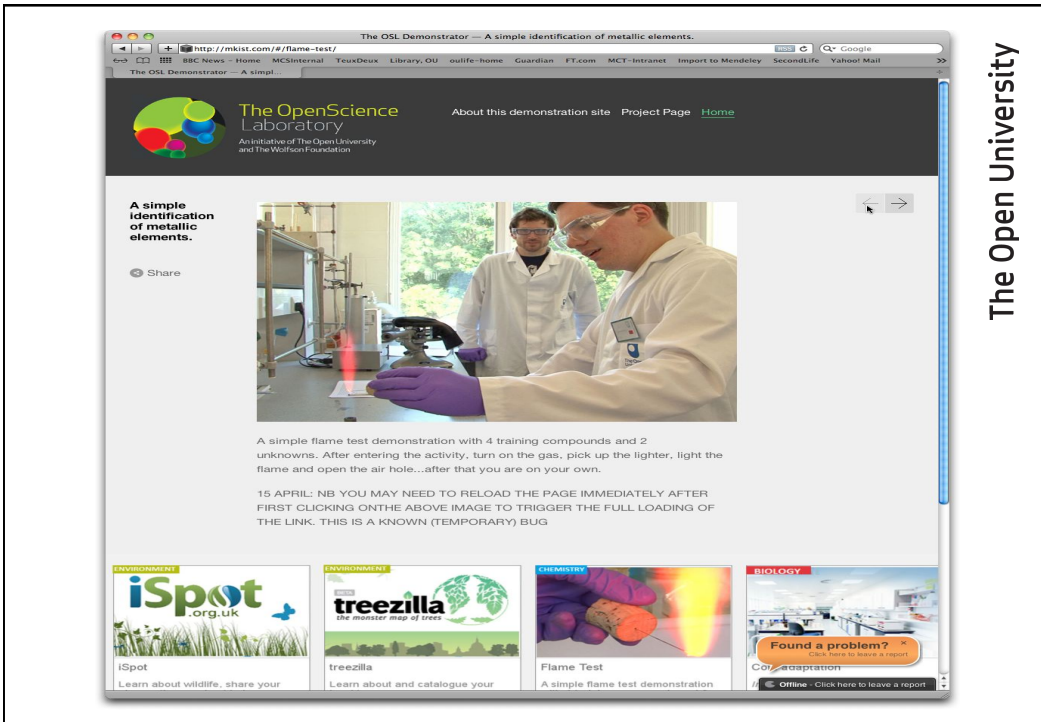 The Open University
The OSL Demonstrator — A simple identification of metallic elements.
http://mkist.com/#/flame-test/
RSS
Google
BBC News - Home MCSInternal TeuxDeux Library, OU oulife-home Guardian FT.com MCT-Intranet Import to Mendeley SecondLife Yahoo! Mail
The OSL Demonstrator — A simpl...
The OpenScience
Laboratory
An initiative of The Open University
and The Wolfson Foundation
About this demonstration site Project Page Home
A simple
identification
of metallic
elements.
Share
A simple flame test demonstration with 4 training compounds and 2
unknowns. After entering the activity, turn on the gas, pick up the lighter, light the
flame and open the air hole...after that you are on your own.
15 APRIL: NB YOU MAY NEED TO RELOAD THE PAGE IMMEDIATELY AFTER
FIRST CLICKING ONTHE ABOVE IMAGE TO TRIGGER THE FULL LOADING OF
THE LINK. THIS IS A KNOWN (TEMPORARY) BUG
ENVIRONMENT
iSpot
.org.uk
iSpot
Learn about wildlife, share your
ENVIRONMENT
BETA
treezilla
the monster map of trees
treezilla
Learn about and catalogue your
CHEMISTRY
Flame Test
A simple flame test demonstration
BIOLOGY
Found a problem?
Click here to leave a report
adaptation
Offline - Click here to leave a report